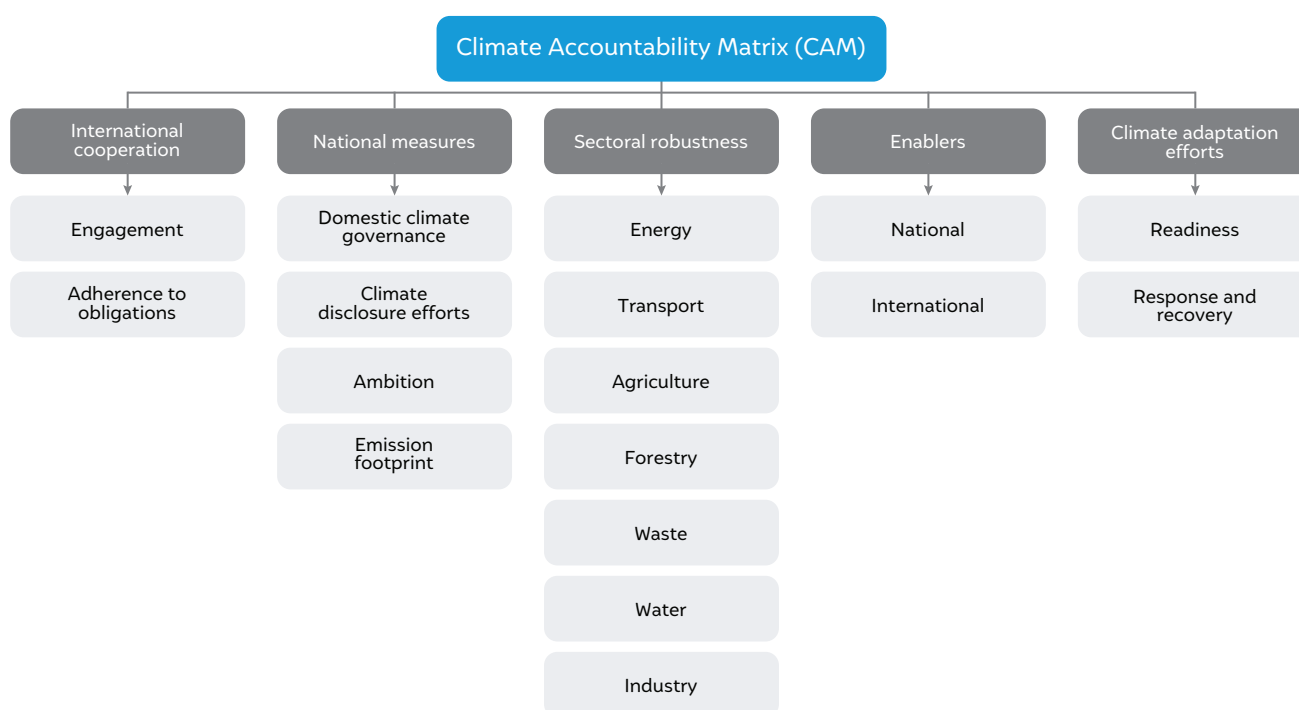 Climate Accountability Matrix (CAM)
International
cooperation
Engagement
Adherence to
obligations
National measures
Domestic climate
governance
Climate
disclosure efforts
Ambition
Emission
footprint
Sectoral robustness
Energy
Transport
Agriculture
Forestry
Waste
Water
Industry
Enablers
National
International
Climate adaptation
efforts
Readiness
Response and
recovery